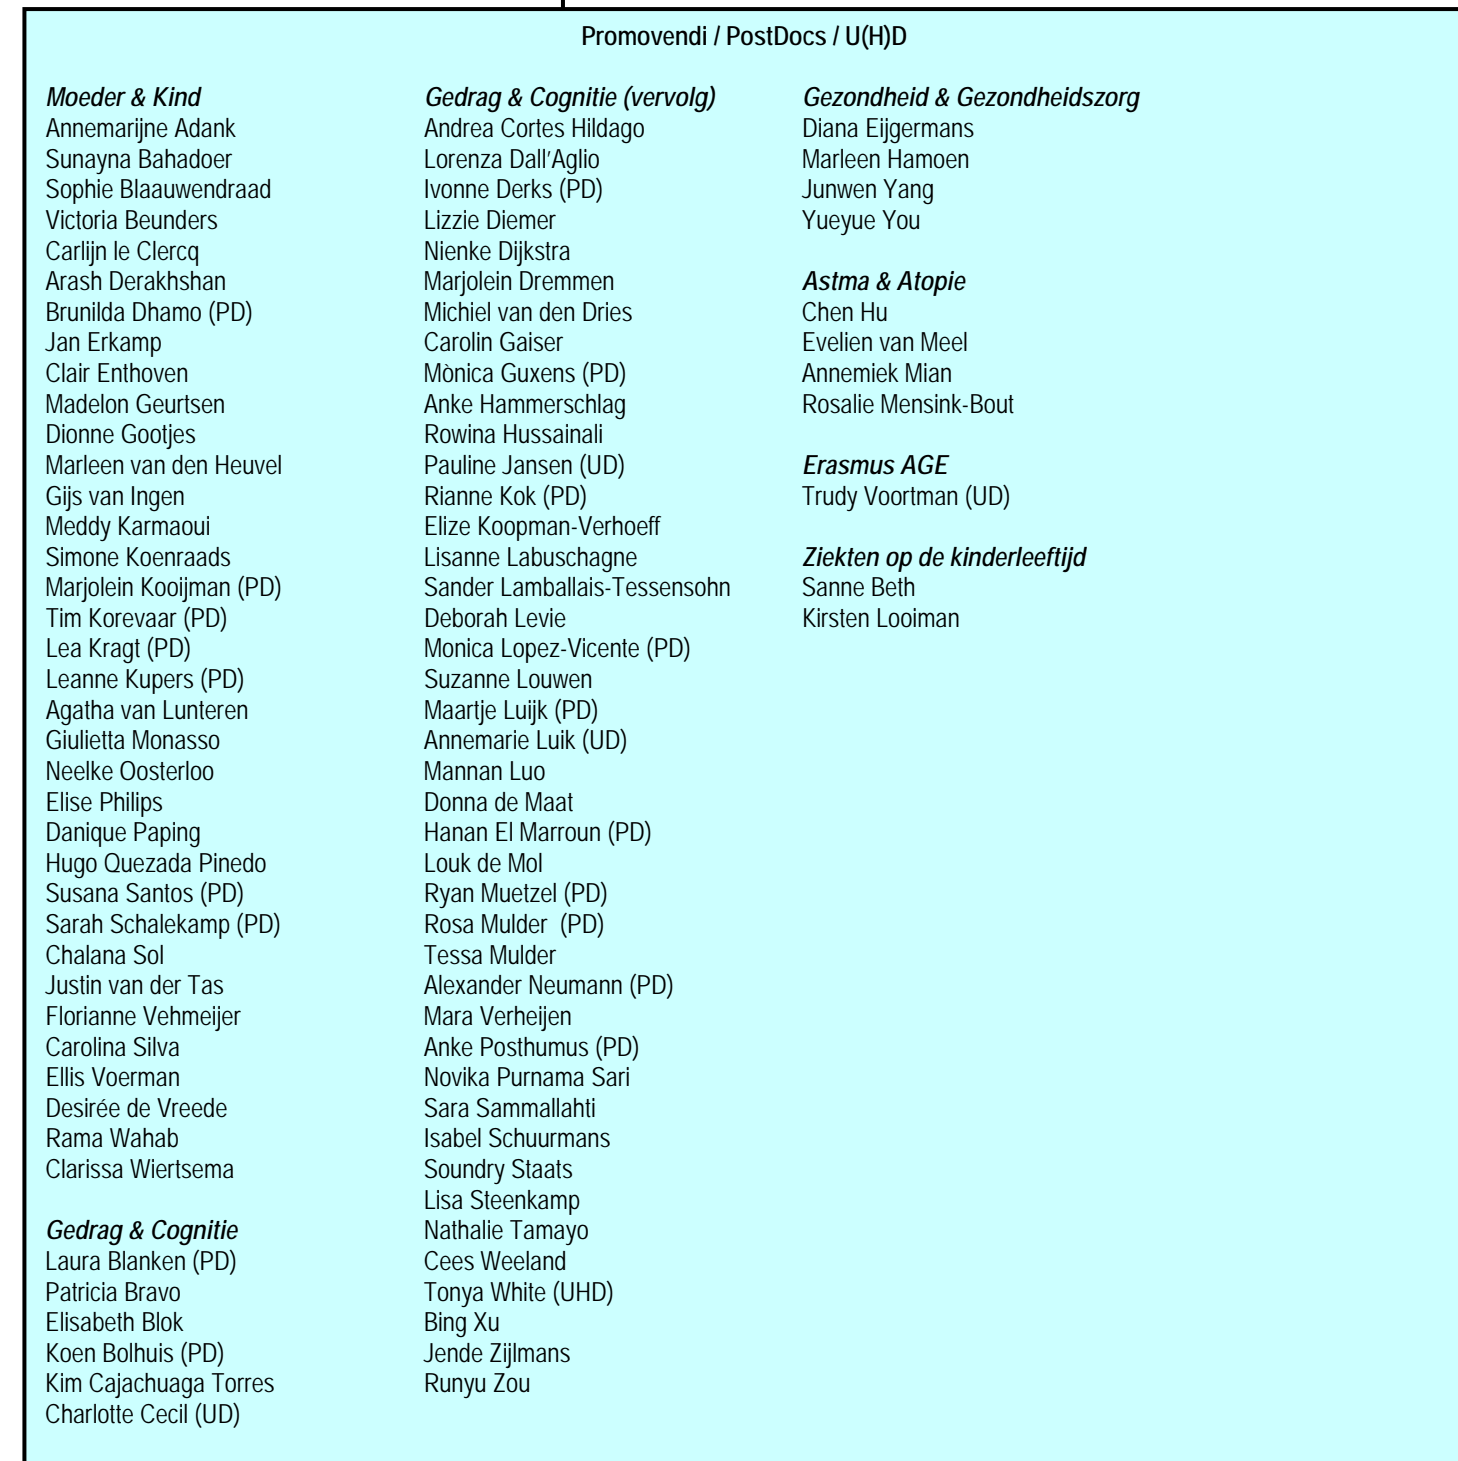 Promovendi / PostDocs / U(H)D
Moeder & Kind
Annemarijne Adank
Sunayna Bahadoer
Sophie Blaauwendraad
Victoria Beunders
Carlijn le Clercq
Arash Derakhshan
Brunilda Dhamo (PD)
Jan Erkamp
Clair Enthoven
Madelon Geurtsen
Dionne Gootjes
Marleen van den Heuvel
Gijs van Ingen
Meddy Karmaoui
Simone Koenraads
Marjolein Kooijman (PD)
Tim Korevaar (PD)
Lea Kragt (PD)
Leanne Kupers (PD)
Agatha van Lunteren
Giulietta Monasso
Neelke Oosterloo
Elise Philips
Danique Paping
Hugo Quezada Pinedo
Susana Santos (PD)
Sarah Schalekamp (PD)
Chalana Sol
Justin van der Tas
Florianne Vehmeijer
Carolina Silva
Ellis Voerman
Desirée de Vreede
Rama Wahab
Clarissa Wiertsema
Gedrag & Cognitie
Laura Blanken (PD)
Patricia Bravo
Elisabeth Blok
Koen Bolhuis (PD)
Kim Cajachuaga Torres
Charlotte Cecil (UD)
Gedrag & Cognitie (vervolg)
Andrea Cortes Hildago
Lorenza Dall'Aglio
Ivonne Derks (PD)
Lizzie Diemer
Nienke Dijkstra
Marjolein Dremmen
Michiel van den Dries
Carolin Gaiser
Mònica Guxens (PD)
Anke Hammerschlag
Rowina Hussainali
Pauline Jansen (UD)
Rianne Kok (PD)
Elize Koopman-Verhoeff
Lisanne Labuschagne
Sander Lamballais-Tessensohn
Deborah Levie
Monica Lopez-Vicente (PD)
Suzanne Louwen
Maartje Luijk (PD)
Annemarie Luik (UD)
Mannan Luo
Donna de Maat
Hanan El Marroun (PD)
Louk de Mol
Ryan Muetzel (PD)
Rosa Mulder  (PD)
Tessa Mulder
Alexander Neumann (PD)
Mara Verheijen
Anke Posthumus (PD)
Novika Purnama Sari
Sara Sammallahti
Isabel Schuurmans
Soundry Staats
Lisa Steenkamp
Nathalie Tamayo
Cees Weeland
Tonya White (UHD)
Bing Xu
Jende Zijlmans
Runyu Zou
Gezondheid & Gezondheidszorg
Diana Eijgermans
Marleen Hamoen
Junwen Yang
Yueyue You
Astma & Atopie
Chen Hu
Evelien van Meel
Annemiek Mian
Rosalie Mensink-Bout
Erasmus AGE
Trudy Voortman (UD)
Ziekten op de kinderleeftijd
Sanne Beth
Kirsten Looiman